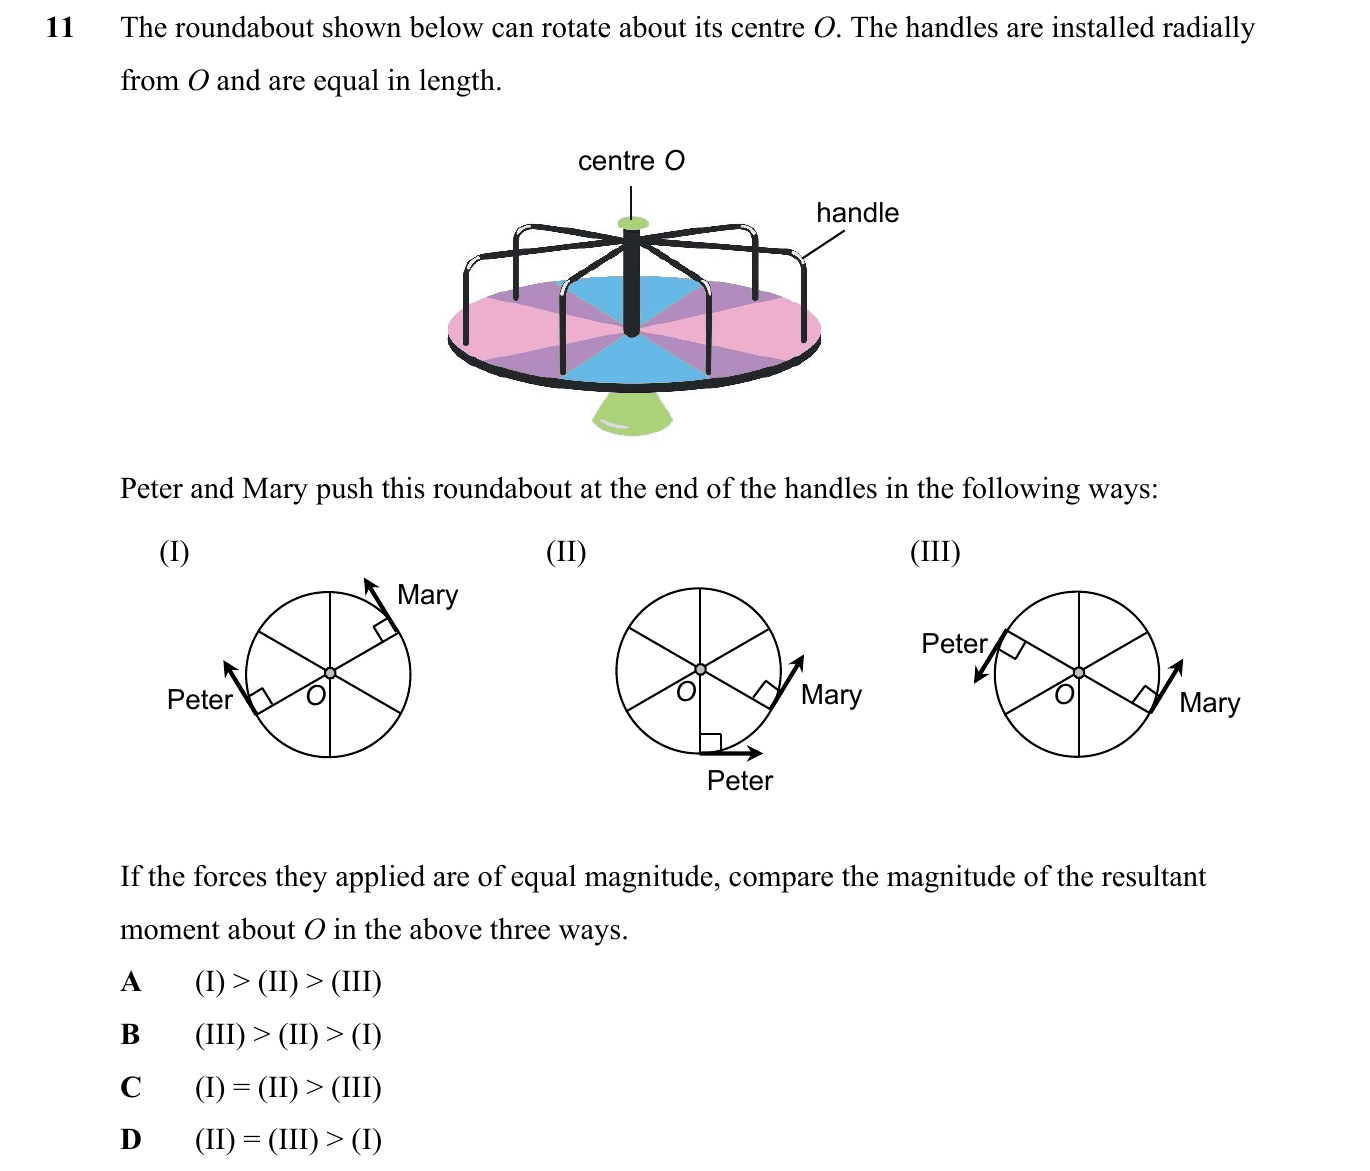 11 The roundabout shown below can rotate about its centre O. The handles are installed radially
from O and are equal in length.
centre O
handle
Peter and Mary push this roundabout at the end of the handles in the following ways:
(I) (II) (III)
Mary
Peter
O
O
Mary
Peter
Peter
O
Mary
If the forces they applied are of equal magnitude, compare the magnitude of the resultant
moment about O in the above three ways.
A (I) > (II) > (III)
B (III) > (II) > (I)
C (I) = (II) > (III)
D (II) = (III) > (I)